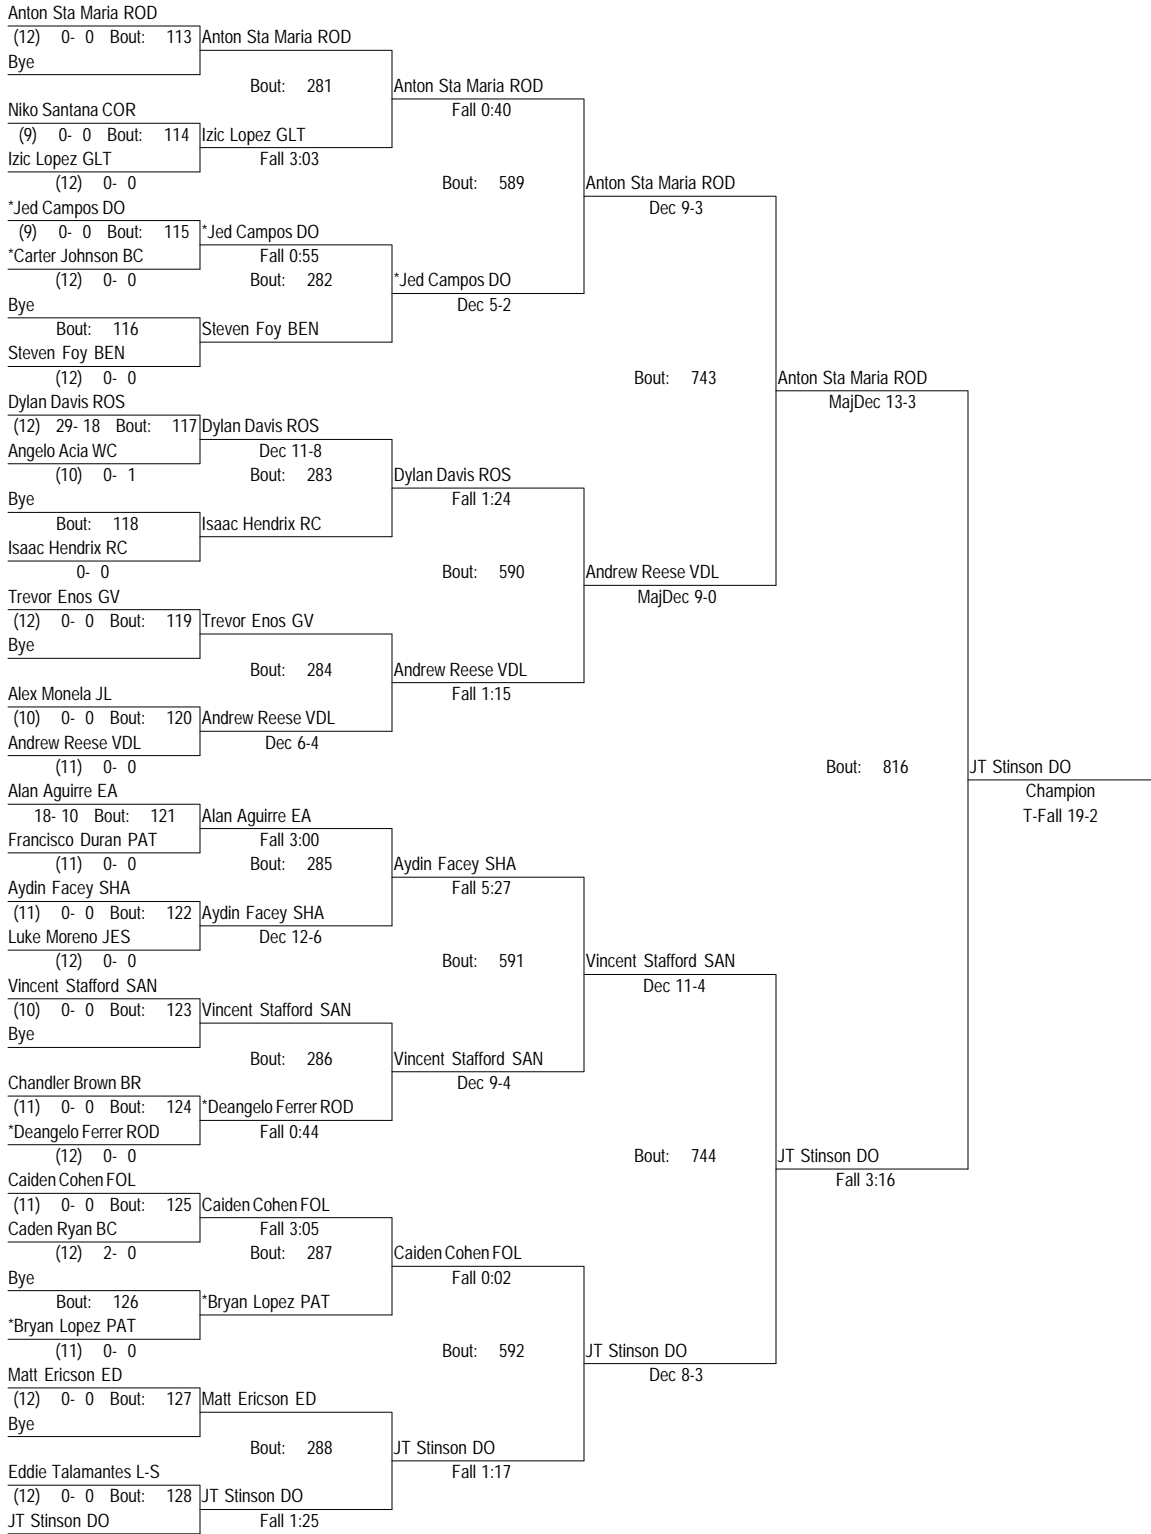 Anton Sta Maria ROD
(12) 0- 0 Bout: 113 Anton Sta Maria ROD
Bye
Bout: 281 Anton Sta Maria ROD
Niko Santana COR Fall 0:40
(9) 0- 0 Bout: 114 Izic Lopez GLT
Izic Lopez GLT Fall 3:03
(12) 0- 0 Bout: 589 Anton Sta Maria ROD
*Jed Campos DO Dec 9-3
(9) 0- 0 Bout: 115 *Jed Campos DO
*Carter Johnson BC Fall 0:55
(12) 0- 0 Bout: 282 *Jed Campos DO
Bye Dec 5-2
Bout: 116 Steven Foy BEN
Steven Foy BEN
(12) 0- 0 Bout: 743 Anton Sta Maria ROD
Dylan Davis ROS MajDec 13-3
(12) 29- 18 Bout: 117 Dylan Davis ROS
Angelo Acia WC Dec 11-8
(10) 0- 1 Bout: 283 Dylan Davis ROS
Bye Fall 1:24
Bout: 118 Isaac Hendrix RC
Isaac Hendrix RC
0- 0 Bout: 590 Andrew Reese VDL
Trevor Enos GV MajDec 9-0
(12) 0- 0 Bout: 119 Trevor Enos GV
Bye
Bout: 284 Andrew Reese VDL
Alex Monela JL Fall 1:15
(10) 0- 0 Bout: 120 Andrew Reese VDL
Andrew Reese VDL Dec 6-4
(11) 0- 0 Bout: 816 JT Stinson DO
Alan Aguirre EA Champion
18- 10 Bout: 121 Alan Aguirre EA T-Fall 19-2
Francisco Duran PAT Fall 3:00
(11) 0- 0 Bout: 285 Aydin Facey SHA
Aydin Facey SHA Fall 5:27
(11) 0- 0 Bout: 122 Aydin Facey SHA
Luke Moreno JES Dec 12-6
(12) 0- 0 Bout: 591 Vincent Stafford SAN
Vincent Stafford SAN Dec 11-4
(10) 0- 0 Bout: 123 Vincent Stafford SAN
Bye
Bout: 286 Vincent Stafford SAN
Chandler Brown BR Dec 9-4
(11) 0- 0 Bout: 124 *Deangelo Ferrer ROD
*Deangelo Ferrer ROD Fall 0:44
(12) 0- 0 Bout: 744 JT Stinson DO
Caiden Cohen FOL Fall 3:16
(11) 0- 0 Bout: 125 Caiden Cohen FOL
Caden Ryan BC Fall 3:05
(12) 2- 0 Bout: 287 Caiden Cohen FOL
Bye Fall 0:02
Bout: 126 *Bryan Lopez PAT
*Bryan Lopez PAT
(11) 0- 0 Bout: 592 JT Stinson DO
Matt Ericson ED Dec 8-3
(12) 0- 0 Bout: 127 Matt Ericson ED
Bye
Bout: 288 JT Stinson DO
Eddie Talamantes L-S Fall 1:17
(12) 0- 0 Bout: 128 JT Stinson DO
JT Stinson DO Fall 1:25